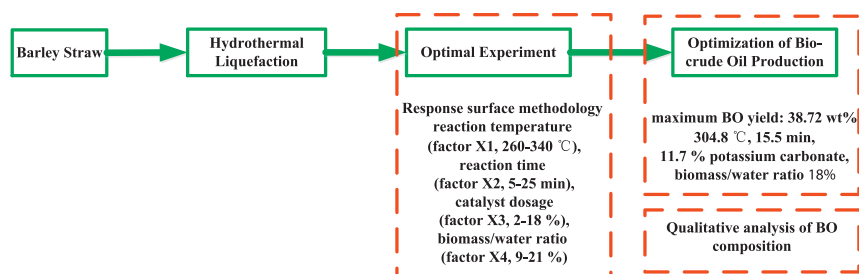 Barley Straw
Hydrothermal
Liquefaction
Optimal Experiment
Response surface methodology
reaction temperature
(factor X1, 260-340 ℃),
reaction time
(factor X2, 5-25 min),
catalyst dosage
(factor X3, 2-18 %),
biomass/water ratio
(factor X4, 9-21 %)
Optimization of Bio-
crude Oil Production
maximum BO yield: 38.72 wt%
304.8 ℃, 15.5 min,
11.7 % potassium carbonate,
biomass/water ratio 18%
Qualitative analysis of BO
composition